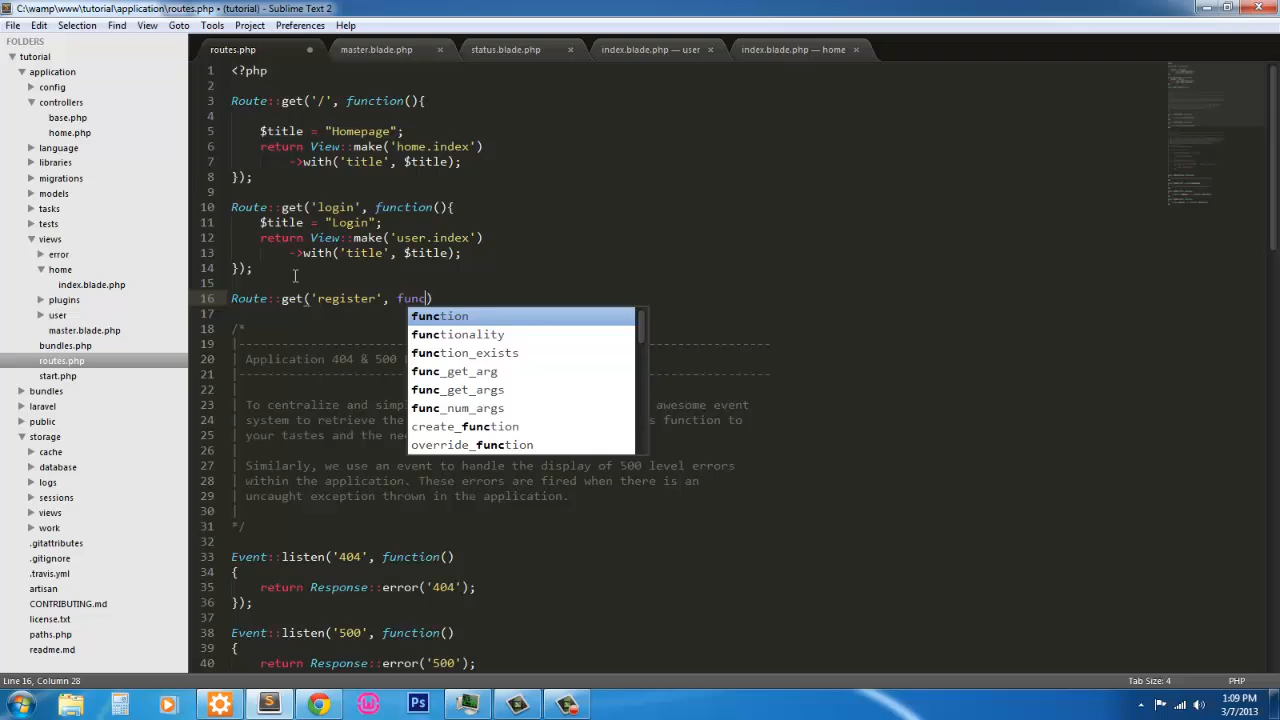 C:\wamp\www\tutorial\application\routes.php • (tutorial) - Sublime Text 2
File Edit Selection Find View Goto Tools Project Preferences Help
FOLDERS
tutorial
application
config
controllers
base.php
home.php
language
libraries
migrations
models
tasks
tests
views
error
home
index.blade.php
plugins
user
master.blade.php
bundles.php
routes.php
start.php
bundles
laravel
public
storage
cache
database
logs
sessions
views
work
.gitattributes
.gitignore
.travis.yml
artisan
CONTRIBUTING.md
license.txt
paths.php
readme.md
routes.php master.blade.php status.blade.php index.blade.php — user index.blade.php — home
1 <?php
2
3 Route::get('/', function(){
4
5 $title = "Homepage";
6 return View::make('home.index')
7 ->with('title', $title);
8 });
9
10 Route::get('login', function(){
11 $title = "Login";
12 return View::make('user.index')
13 ->with('title', $title);
14 });
15
16 Route::get('register', func)
17
18 /*
19 |--------------------------------------------------------------------------
20 | Application 404 & 500
21 |--------------------------------------------------------------------------
22 |
23 | To centralize and simp awesome event
24 | system to retrieve the s function to
25 | your tastes and the nee
26 |
27 | Similarly, we use an event to handle the display of 500 level errors
28 | within the application. These errors are fired when there is an
29 | uncaught exception thrown in the application.
30 |
31 */
32
33 Event::listen('404', function()
34 {
35 return Response::error('404');
36 });
37
38 Event::listen('500', function()
39 {
40 return Response::error('500');
function
functionality
function_exists
func_get_arg
func_get_args
func_num_args
create_function
override_function
Line 16, Column 28 Tab Size: 4 PHP
1:09 PM
3/7/2013